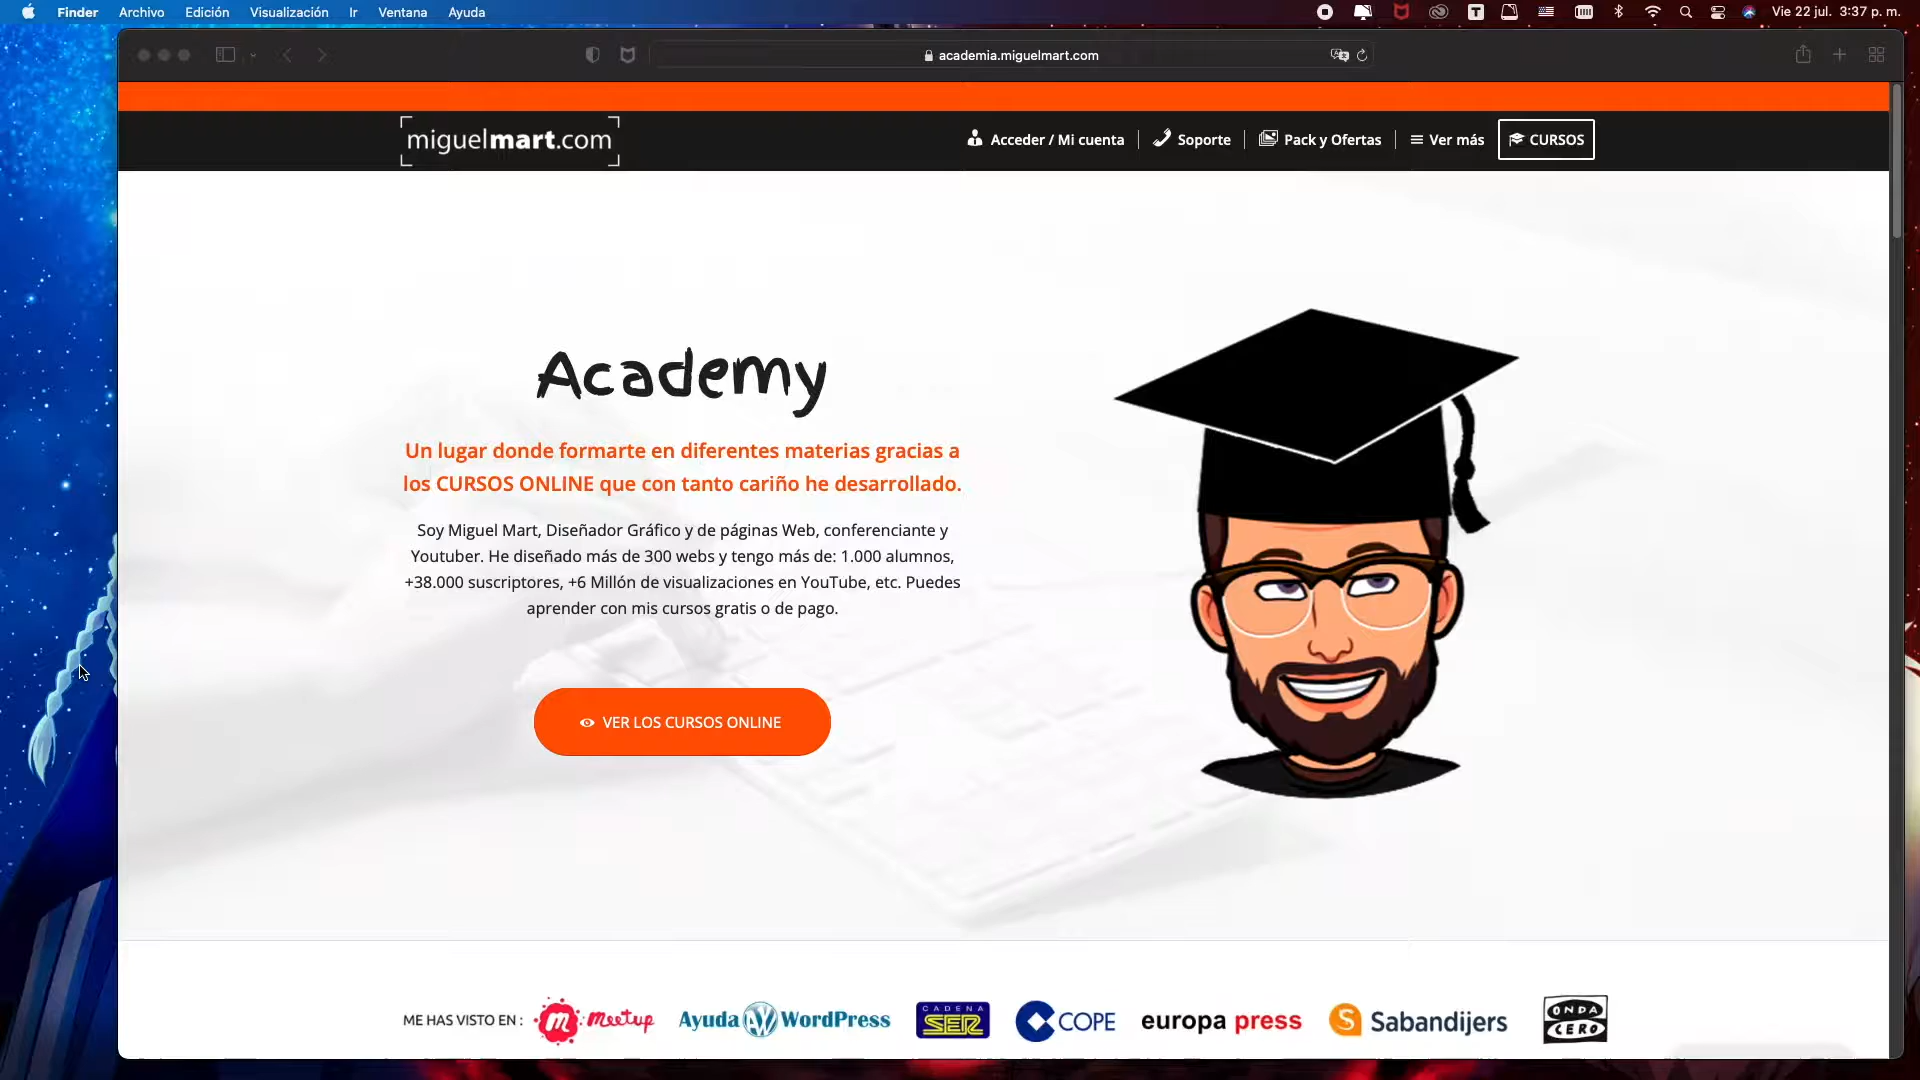 Finder Archivo Edición Visualización Ir Ventana Ayuda
Vie 22 jul. 3:37 p. m.
academia.miguelmart.com
miguelmart.com
Acceder / Mi cuenta
Soporte
Pack y Ofertas
Ver más
CURSOS
Academy
Un lugar donde formarte en diferentes materias gracias a
los CURSOS ONLINE que con tanto cariño he desarrollado.
Soy Miguel Mart, Diseñador Gráfico y de páginas Web, conferenciante y
Youtuber. He diseñado más de 300 webs y tengo más de: 1.000 alumnos,
+38.000 suscriptores, +6 Millón de visualizaciones en YouTube, etc. Puedes
aprender con mis cursos gratis o de pago.
VER LOS CURSOS ONLINE
ME HAS VISTO EN :
m Meetup
Ayuda W WordPress
CADENA
SER
COPE
europa press
S Sabandijers
ONDA
CERO